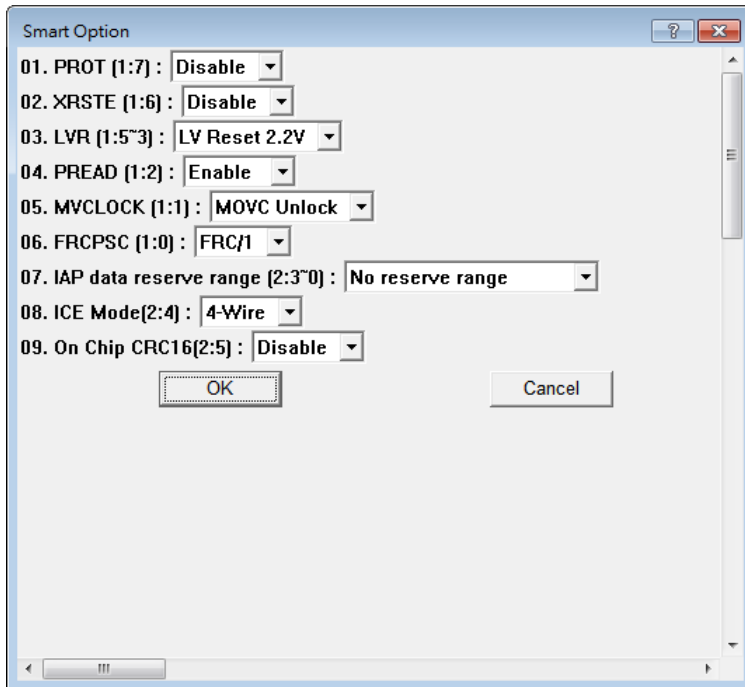 Smart Option
01. PROT (1:7) : Disable
02. XRSTE (1:6) : Disable
03. LVR (1:5~3) : LV Reset 2.2V
04. PREAD (1:2) : Enable
05. MVCLOCK (1:1) : MOVC Unlock
06. FRCPSC (1:0) : FRC/1
07. IAP data reserve range (2:3~0) : No reserve range
08. ICE Mode(2:4) : 4-Wire
09. On Chip CRC16(2:5) : Disable
OK Cancel